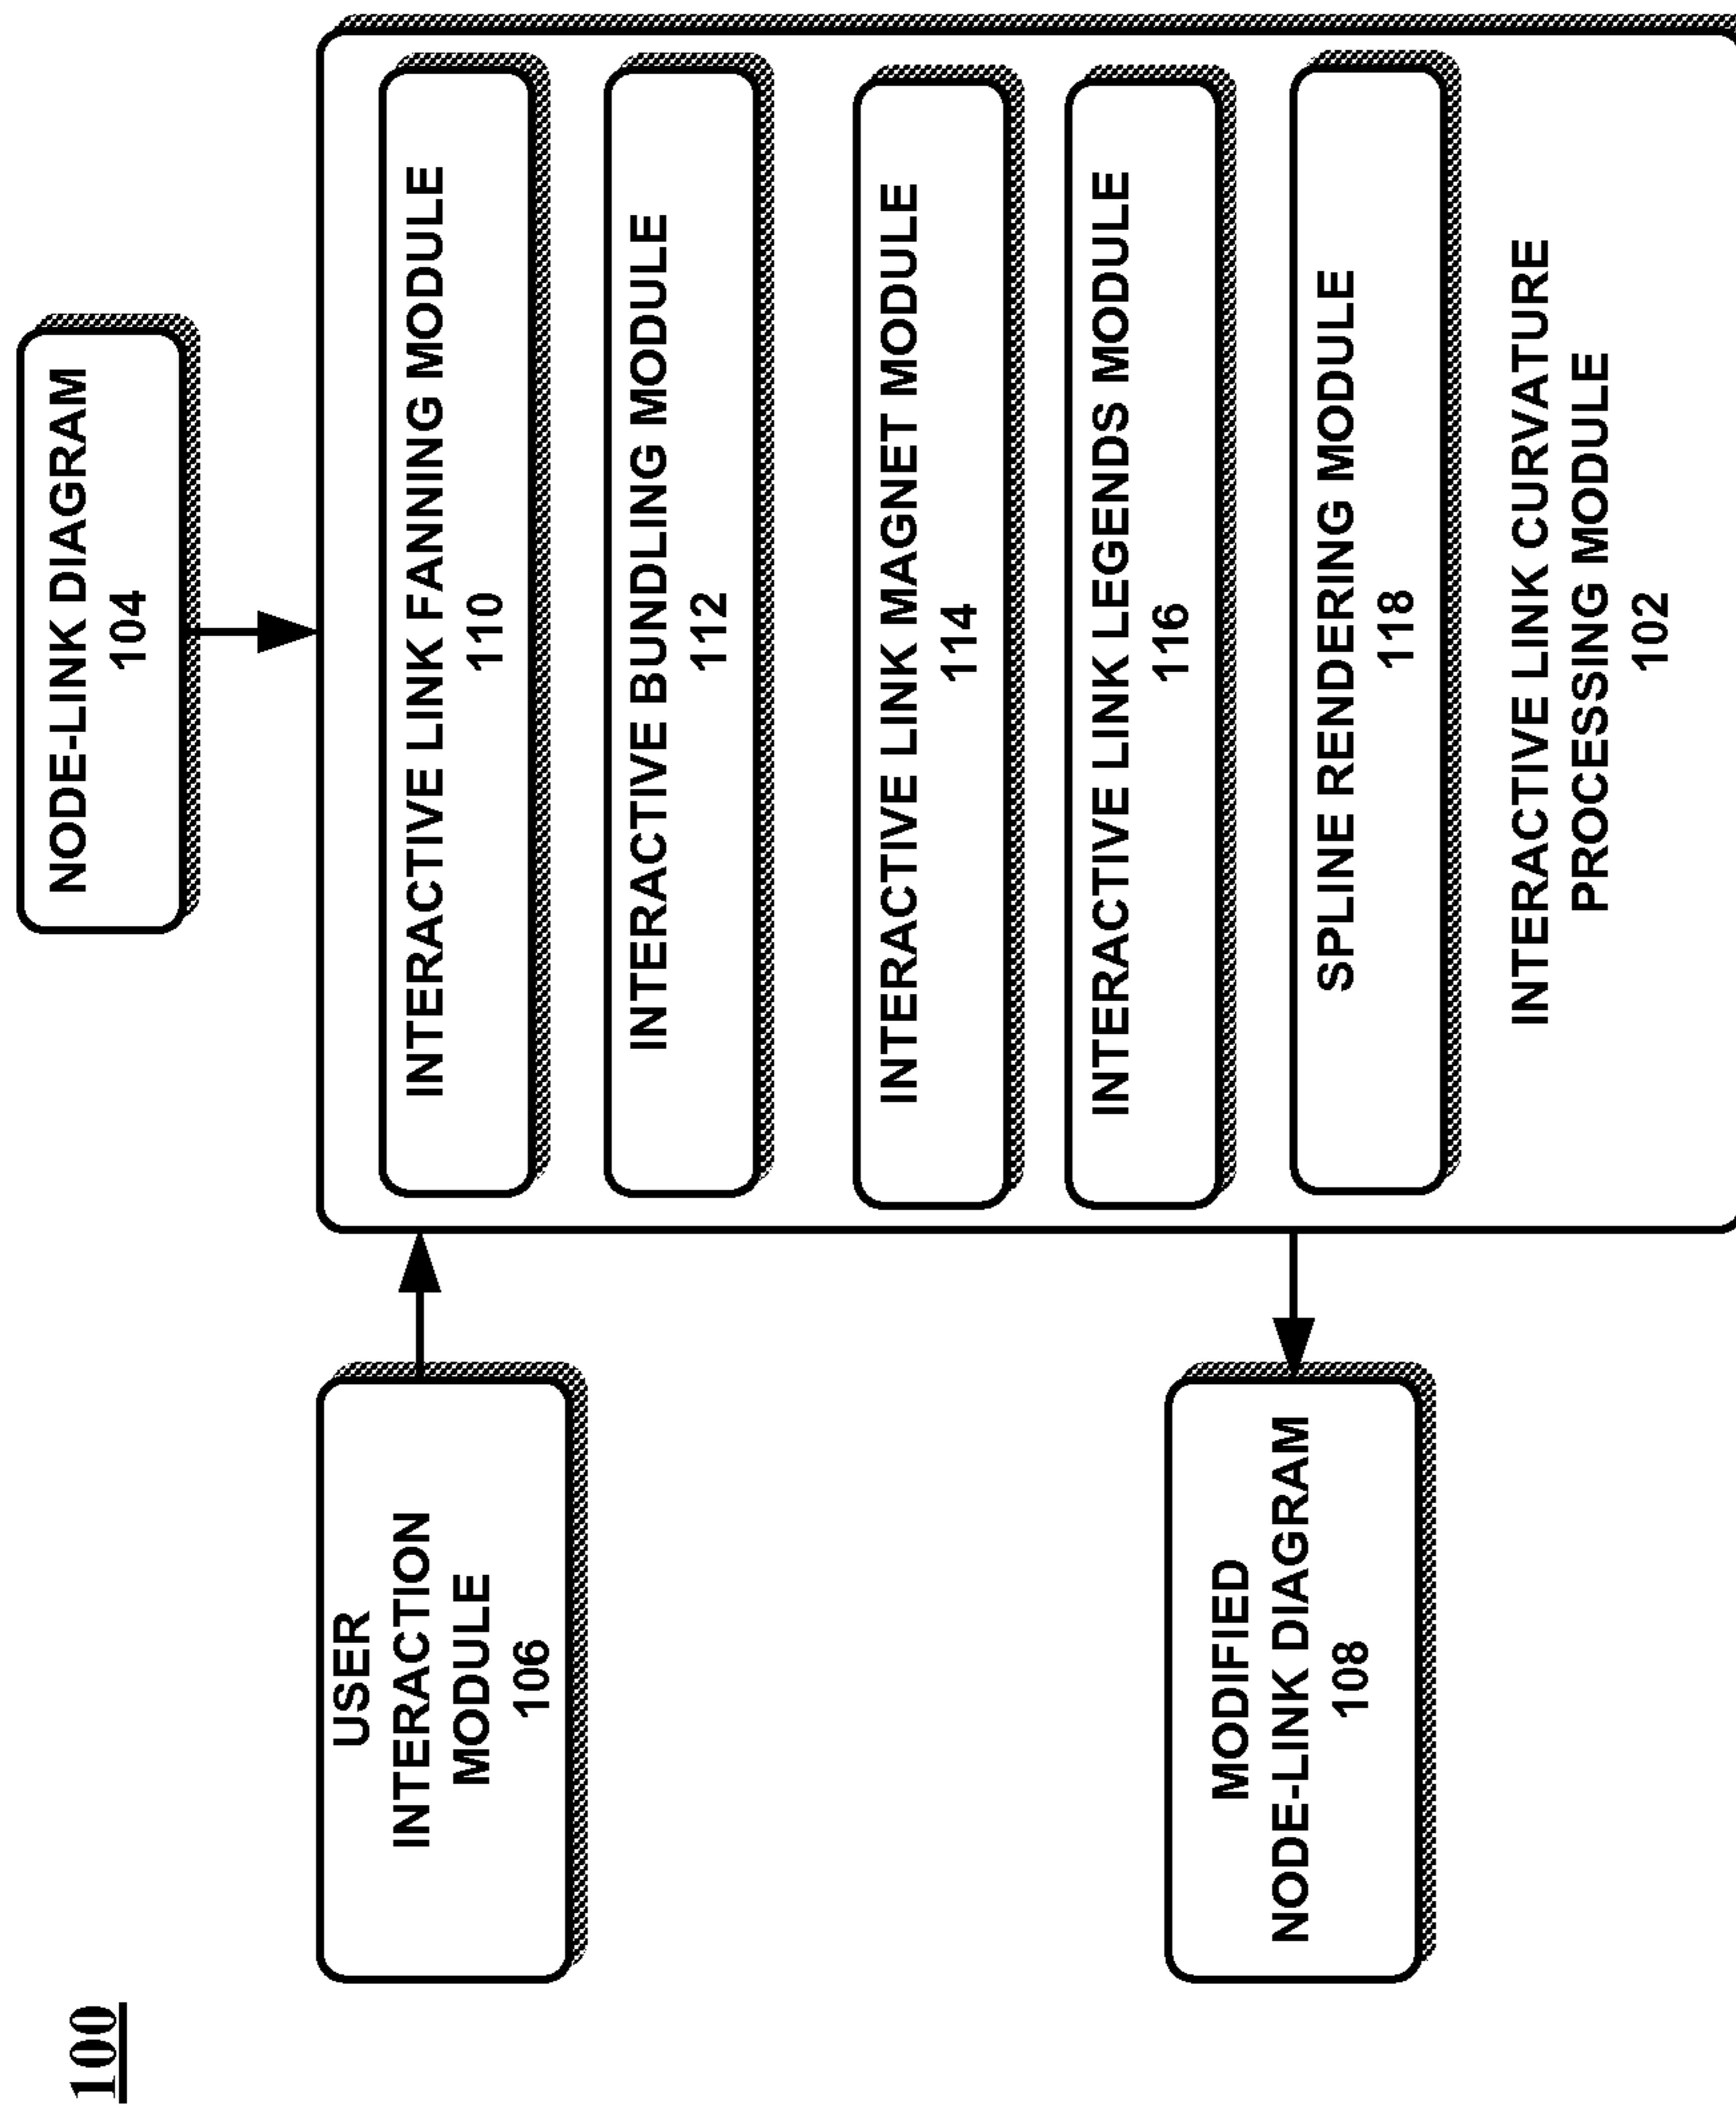 100
NODE-LINK DIAGRAM
104
USER
INTERACTION
MODULE
106
INTERACTIVE LINK FANNING MODULE
110
INTERACTIVE BUNDLING MODULE
112
INTERACTIVE LINK MAGNET MODULE
114
INTERACTIVE LINK LEGENDS MODULE
116
SPLINE RENDERING MODULE
118
INTERACTIVE LINK CURVATURE
PROCESSING MODULE
102
MODIFIED
NODE-LINK DIAGRAM
108